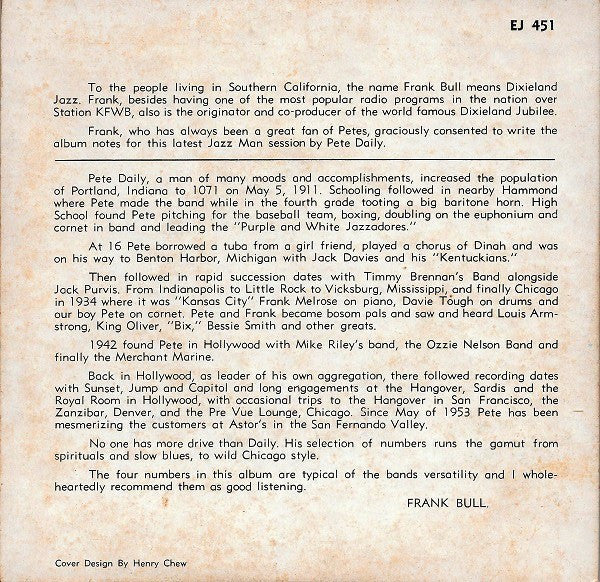 EJ 451
To the people living in Southern California, the name Frank Bull means Dixieland
Jazz. Frank, besides having one of the most popular radio programs in the nation over
Station KFWB, also is the originator and co-producer of the world famous Dixieland Jubilee.
Frank, who has always been a great fan of Petes, graciously consented to write the
album notes for this latest Jazz Man session by Pete Daily.
Pete Daily, a man of many moods and accomplishments, increased the population
of Portland, Indiana to 1071 on May 5, 1911. Schooling followed in nearby Hammond
where Pete made the band while in the fourth grade tooting a big baritone horn. High
School found Pete pitching for the baseball team, boxing, doubling on the euphonium and
cornet in band and leading the "Purple and White Jazzadores."
At 16 Pete borrowed a tuba from a girl friend, played a chorus of Dinah and was
on his way to Benton Harbor, Michigan with Jack Davies and his "Kentuckians."
Then followed in rapid succession dates with Timmy Brennan's Band alongside
Jack Purvis. From Indianapolis to Little Rock to Vicksburg, Mississippi, and finally Chicago
in 1934 where it was "Kansas City" Frank Melrose on piano, Davie Tough on drums and
our boy Pete on cornet. Pete and Frank became bosom pals and saw and heard Louis Arm-
strong, King Oliver, "Bix," Bessie Smith and other greats.
1942 found Pete in Hollywood with Mike Riley's band, the Ozzie Nelson Band and
finally the Merchant Marine.
Back in Hollywood, as leader of his own aggregation, there followed recording dates
with Sunset, Jump and Capitol and long engagements at the Hangover, Sardis and the
Royal Room in Hollywood, with occasional trips to the Hangover in San Francisco, the
Zanzibar, Denver, and the Pre Vue Lounge, Chicago. Since May of 1953 Pete has been
mesmerizing the customers at Astor's in the San Fernando Valley.
No one has more drive than Daily. His selection of numbers runs the gamut from
spirituals and slow blues, to wild Chicago style.
The four numbers in this album are typical of the bands versatility and I whole-
heartedly recommend them as good listening.
FRANK BULL.
Cover Design By Henry Chew